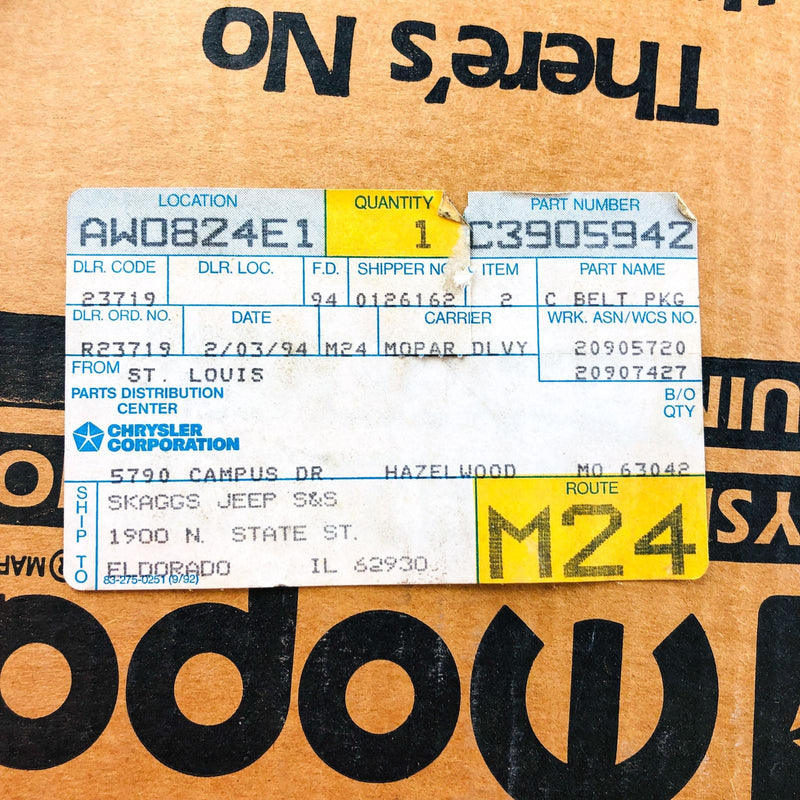 There's No
LOCATION QUANTITY PART NUMBER
AW0824E1 1 C3905942
DLR. CODE DLR. LOC. F.D. SHIPPER NO. ITEM PART NAME
23719 94 0126162 2 C BELT PKG
DLR. ORD. NO. DATE CARRIER WRK. ASN/WCS NO.
R23719 2/03/94 M24 MOPAR DLVY 20905720
FROM ST. LOUIS 20907427
PARTS DISTRIBUTION CENTER
B/O QTY
CHRYSLER CORPORATION
5790 CAMPUS DR. HAZELWOOD MO 63042
SHIP TO
SKAGGS JEEP S&S
1900 N. STATE ST.
ELDORADO IL 62930
83-275-0251 (9/92)
ROUTE
M24
Mopa